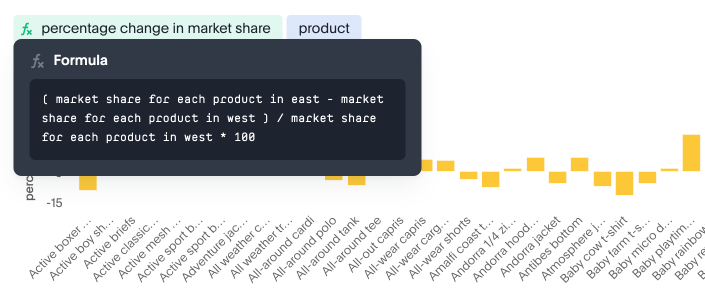 fx percentage change in market share
product
fx Formula
( market share for each product in east - market
share for each product in west ) / market share
for each product in west * 100
perc
-15
Active boxer ...
Active boy sh...
Active briefs
Active classic...
Active mesh ...
Active sport b...
Active sport b...
Adventure jac...
All weather c...
All weather tr...
All-around cardi
All-around polo
All-around tank
All-around tee
All-out capris
All-wear capris
All-wear carg...
All-wear shorts
Amalfi coast t...
Andorra 1/4 zi...
Andorra hood...
Andorra jacket
Antibes bottom
Atmosphere j...
Baby cow t-shirt
Baby farm t-s...
Baby micro d...
Baby playtim...
Baby rainbow
Baby re